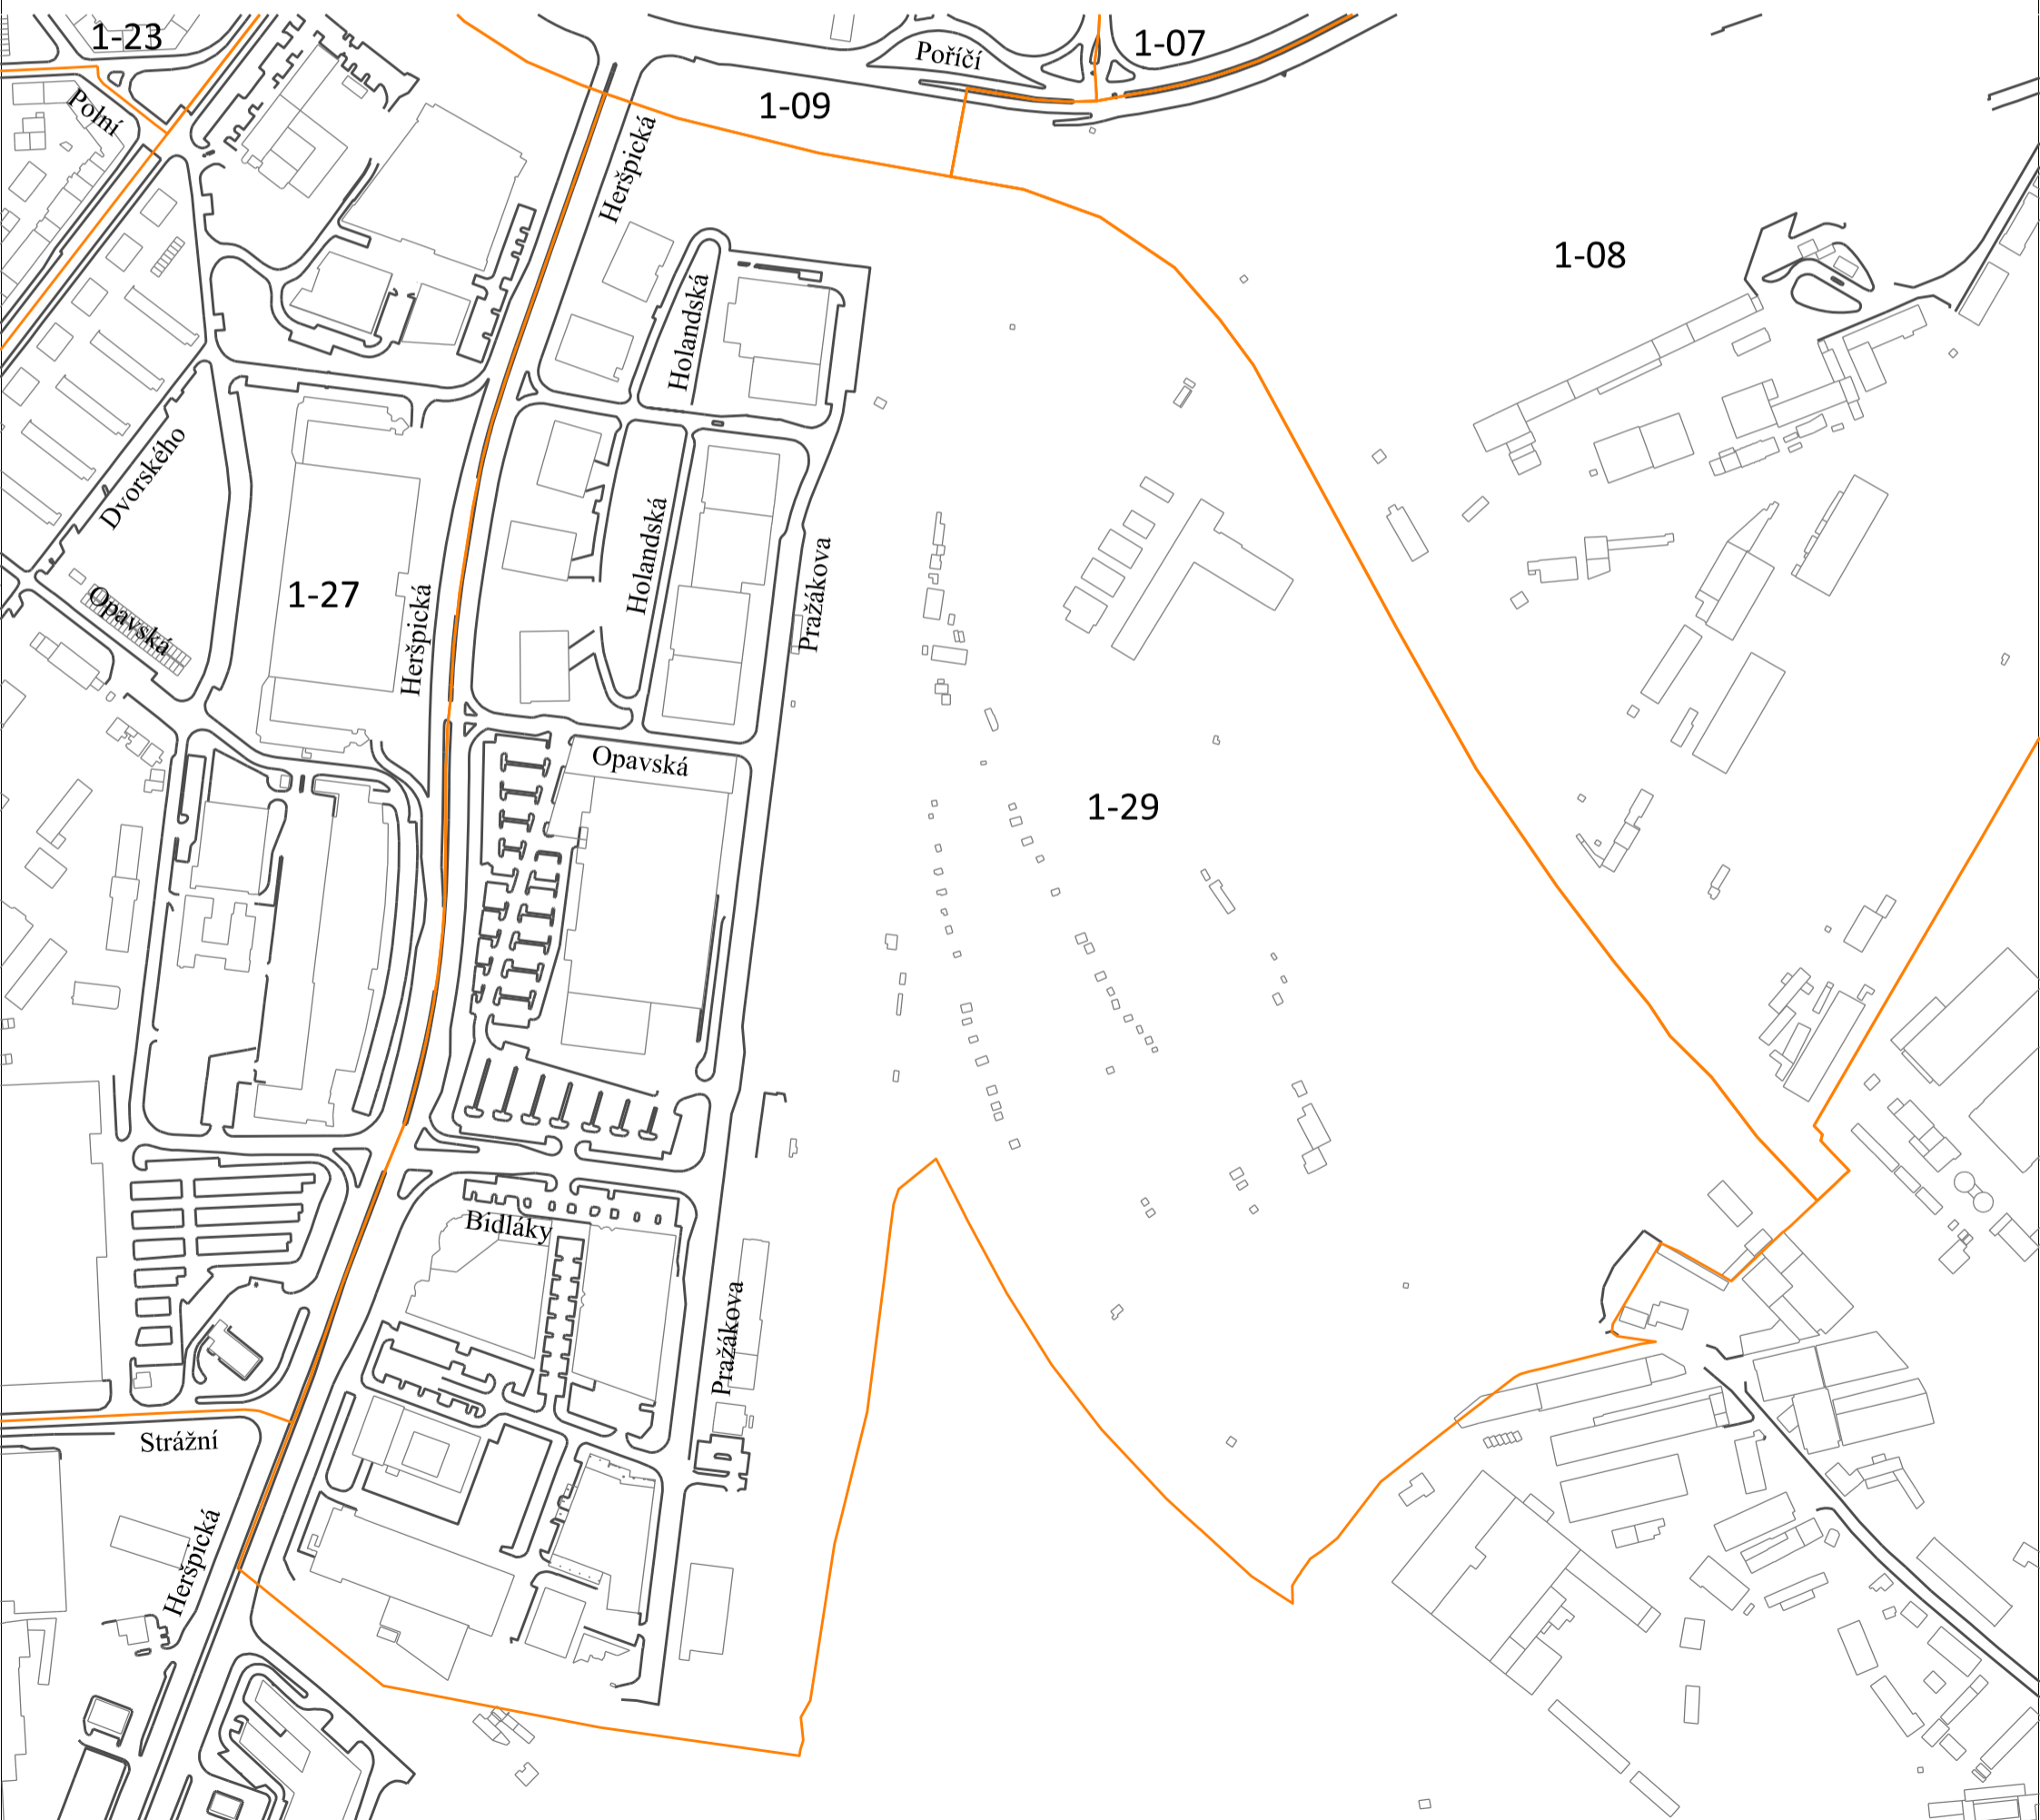 1-23
1-07
Poříčí
Polní
1-09
Heršpická
1-08
Holandská
Dvorského
Holandská
Pražákova
1-27
Opavská
Heršpická
Opavská
1-29
Bidláky
Pražákova
Strážní
Heršpická